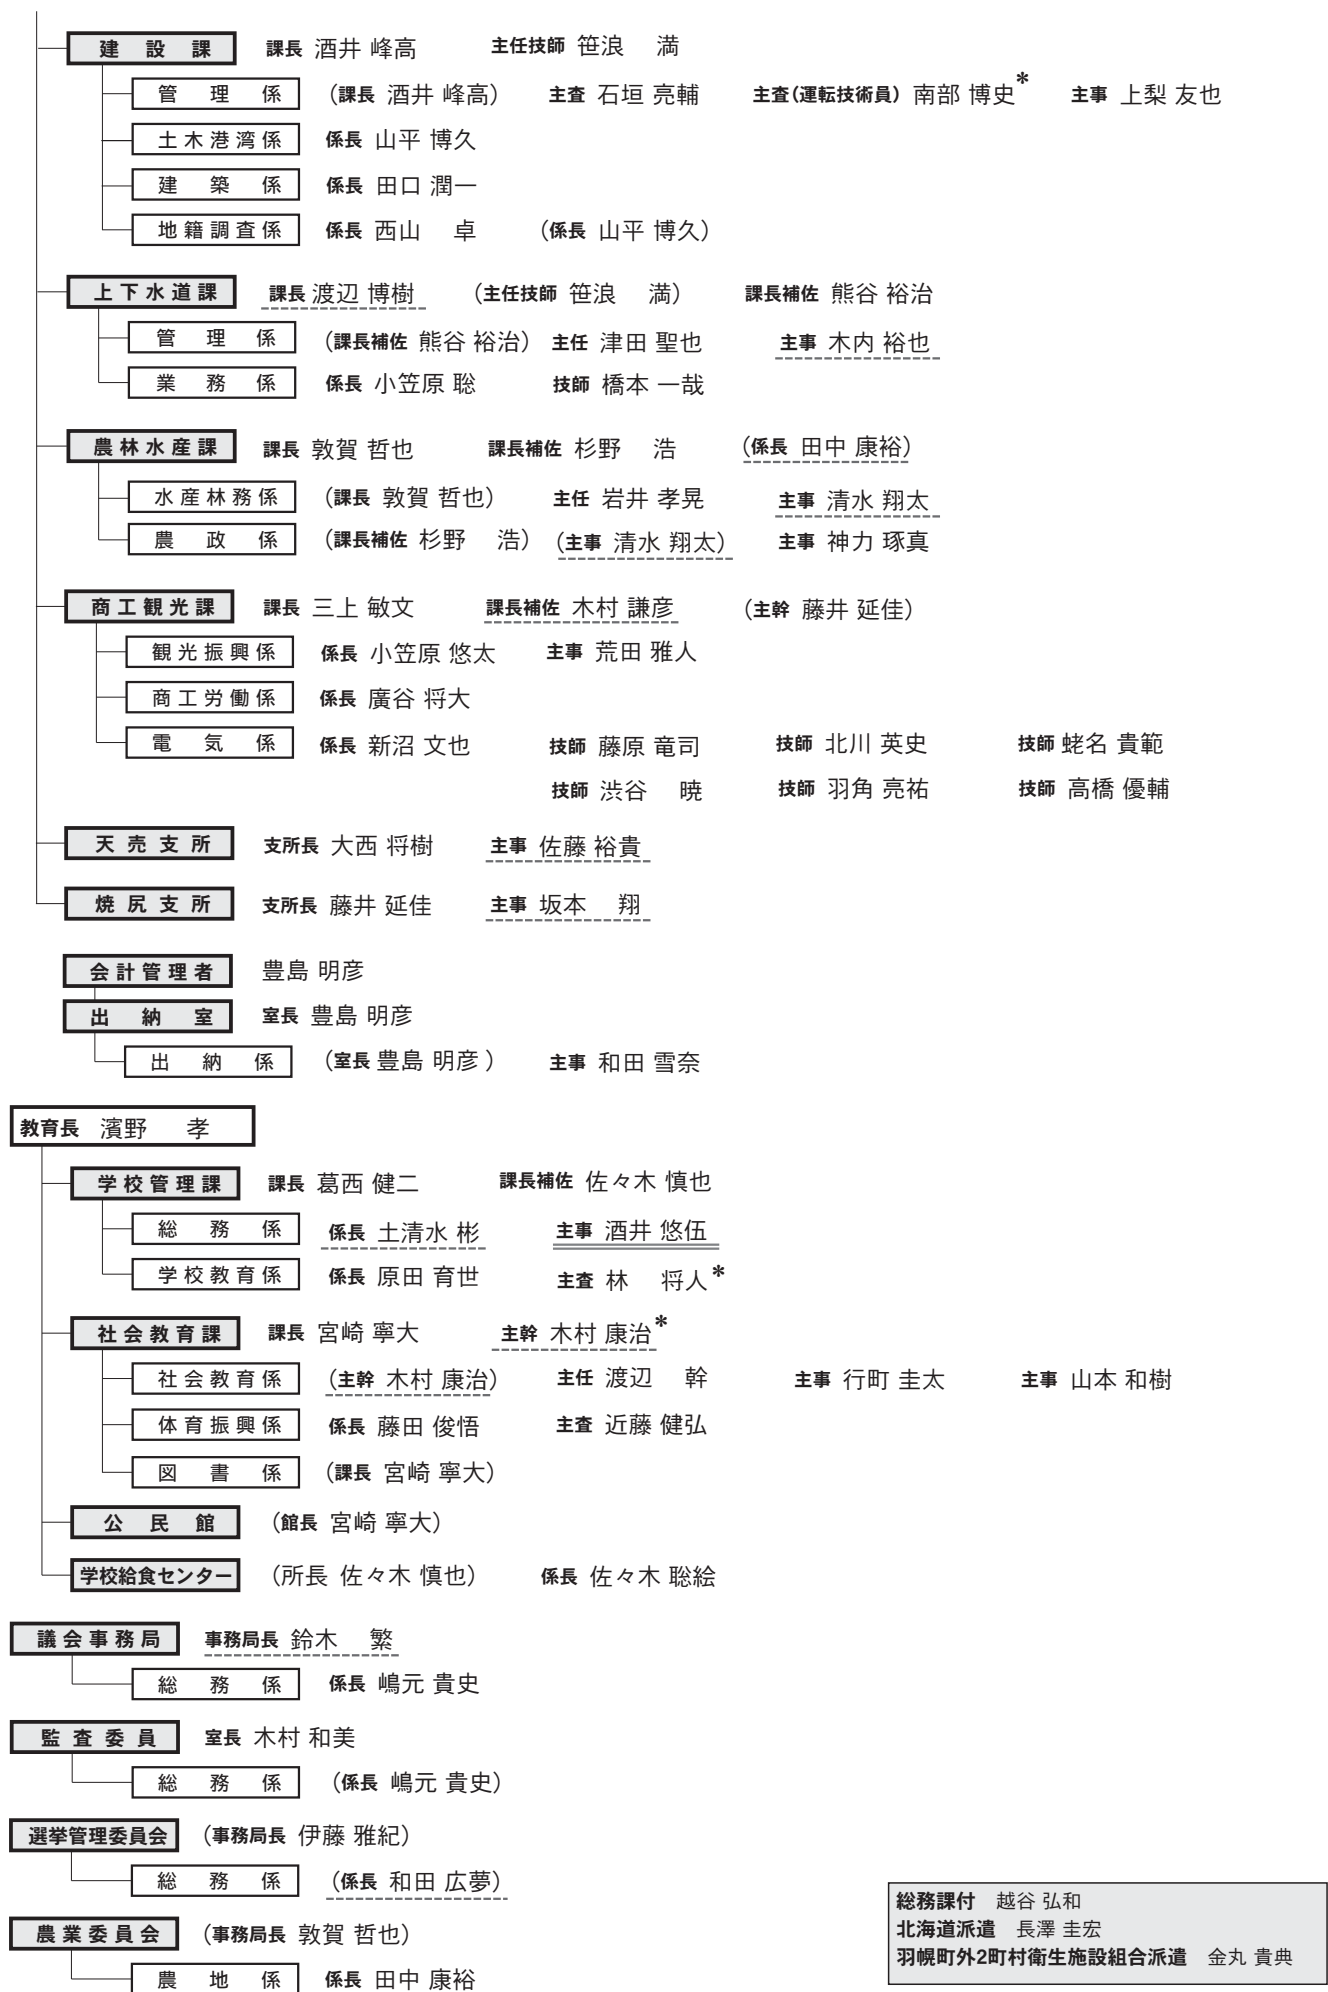 建設課 課長 酒井 峰高 主任技師 笹浪 満
管理係 (課長 酒井 峰高) 主査 石垣 亮輔 主査(運転技術員) 南部 博史* 主事 上梨 友也
土木港湾係 係長 山平 博久
建築係 係長 田口 潤一
地籍調査係 係長 西山 卓 (係長 山平 博久)
上下水道課 課長 渡辺 博樹 (主任技師 笹浪 満) 課長補佐 熊谷 裕治
管理係 (課長補佐 熊谷 裕治) 主任 津田 聖也 主事 木内 裕也
業務係 係長 小笠原 聡 技師 橋本 一哉
農林水産課 課長 敦賀 哲也 課長補佐 杉野 浩 (係長 田中 康裕)
水産林務係 (課長 敦賀 哲也) 主任 岩井 孝晃 主事 清水 翔太
農政係 (課長補佐 杉野 浩) (主事 清水 翔太) 主事 神力 琢真
商工観光課 課長 三上 敏文 課長補佐 木村 謙彦 (主幹 藤井 延佳)
観光振興係 係長 小笠原 悠太 主事 荒田 雅人
商工労働係 係長 廣谷 将大
電気係 係長 新沼 文也 技師 藤原 竜司 技師 北川 英史 技師 蛯名 貴範
技師 渋谷 暁 技師 羽角 亮祐 技師 高橋 優輔
天売支所 支所長 大西 将樹 主事 佐藤 裕貴
焼尻支所 支所長 藤井 延佳 主事 坂本 翔
会計管理者 豊島 明彦
出納室 室長 豊島 明彦
出納係 (室長 豊島 明彦) 主事 和田 雪奈
教育長 濱野 孝
学校管理課 課長 葛西 健二 課長補佐 佐々木 慎也
総務係 係長 土清水 彬 主事 酒井 悠伍
学校教育係 係長 原田 育世 主査 林 将人*
社会教育課 課長 宮崎 寧大 主幹 木村 康治*
社会教育係 (主幹 木村 康治) 主任 渡辺 幹 主事 行町 圭太 主事 山本 和樹
体育振興係 係長 藤田 俊悟 主査 近藤 健弘
図書係 (課長 宮崎 寧大)
公民館 (館長 宮崎 寧大)
学校給食センター (所長 佐々木 慎也) 係長 佐々木 聡絵
議会事務局 事務局長 鈴木 繁
総務係 係長 嶋元 貴史
監査委員 室長 木村 和美
総務係 (係長 嶋元 貴史)
選挙管理委員会 (事務局長 伊藤 雅紀)
総務係 (係長 和田 広夢)
農業委員会 (事務局長 敦賀 哲也)
農地係 係長 田中 康裕
総務課付 越谷 弘和
北海道派遣 長澤 圭宏
羽幌町外2町村衛生施設組合派遣 金丸 貴典